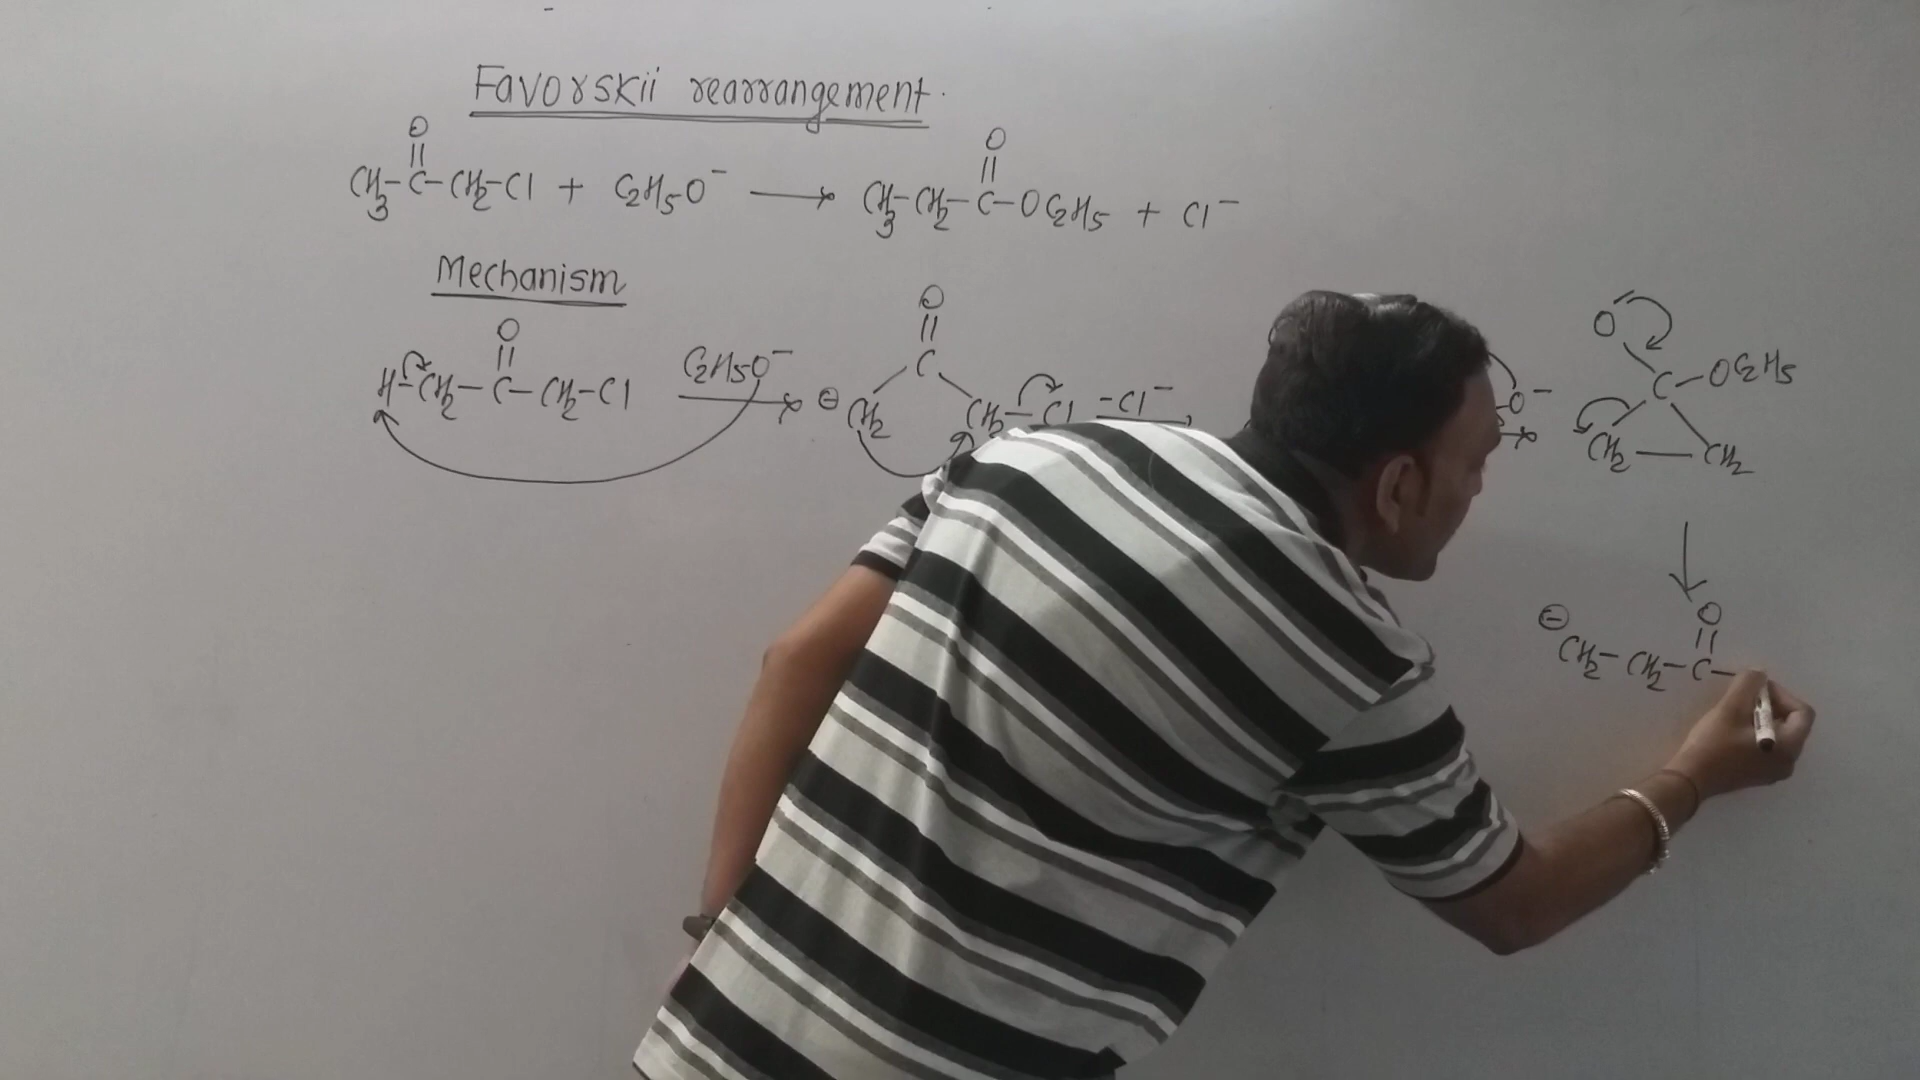 Favorskii rearrangement.
O O
|| ||
CH3-C-CH2-Cl + C2H5O⁻ → CH3-CH2-C-OC2H5 + Cl⁻
Mechanism
O
||
H-CH2-C-CH2-Cl
C2H5O⁻
→
O
||
C
⊖ CH2 CH2-Cl
-Cl⁻
→
O⁻
→
O
C-OC2H5
CH2-CH2
↓
O
||
⊖ CH2-CH2-C-